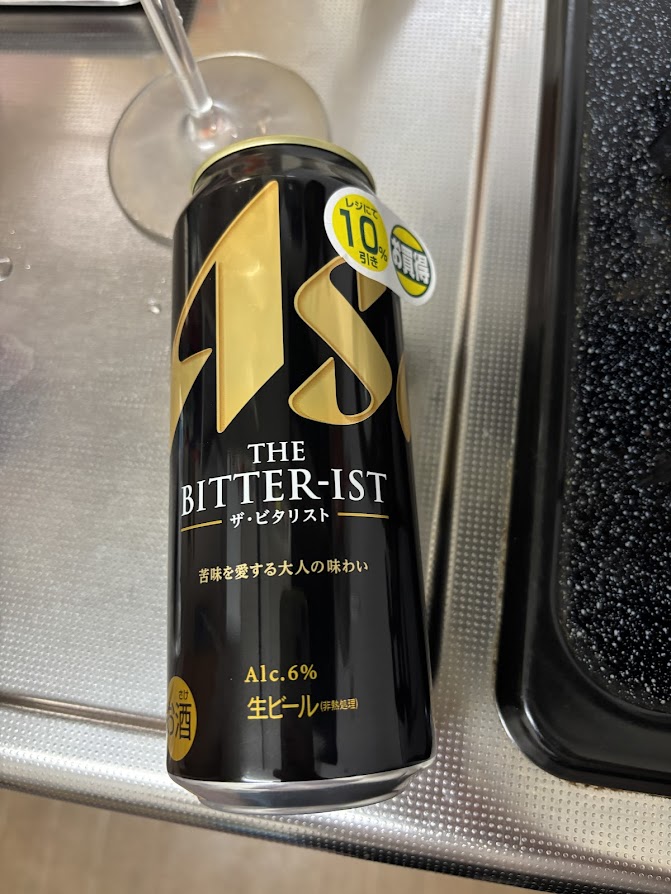 レジにて
10%
引き
お買得
As
THE
BITTER-IST
ザ・ビタリスト
苦味を愛する大人の味わい
Alc.6%
生ビール(非熱処理)
さけ
お酒